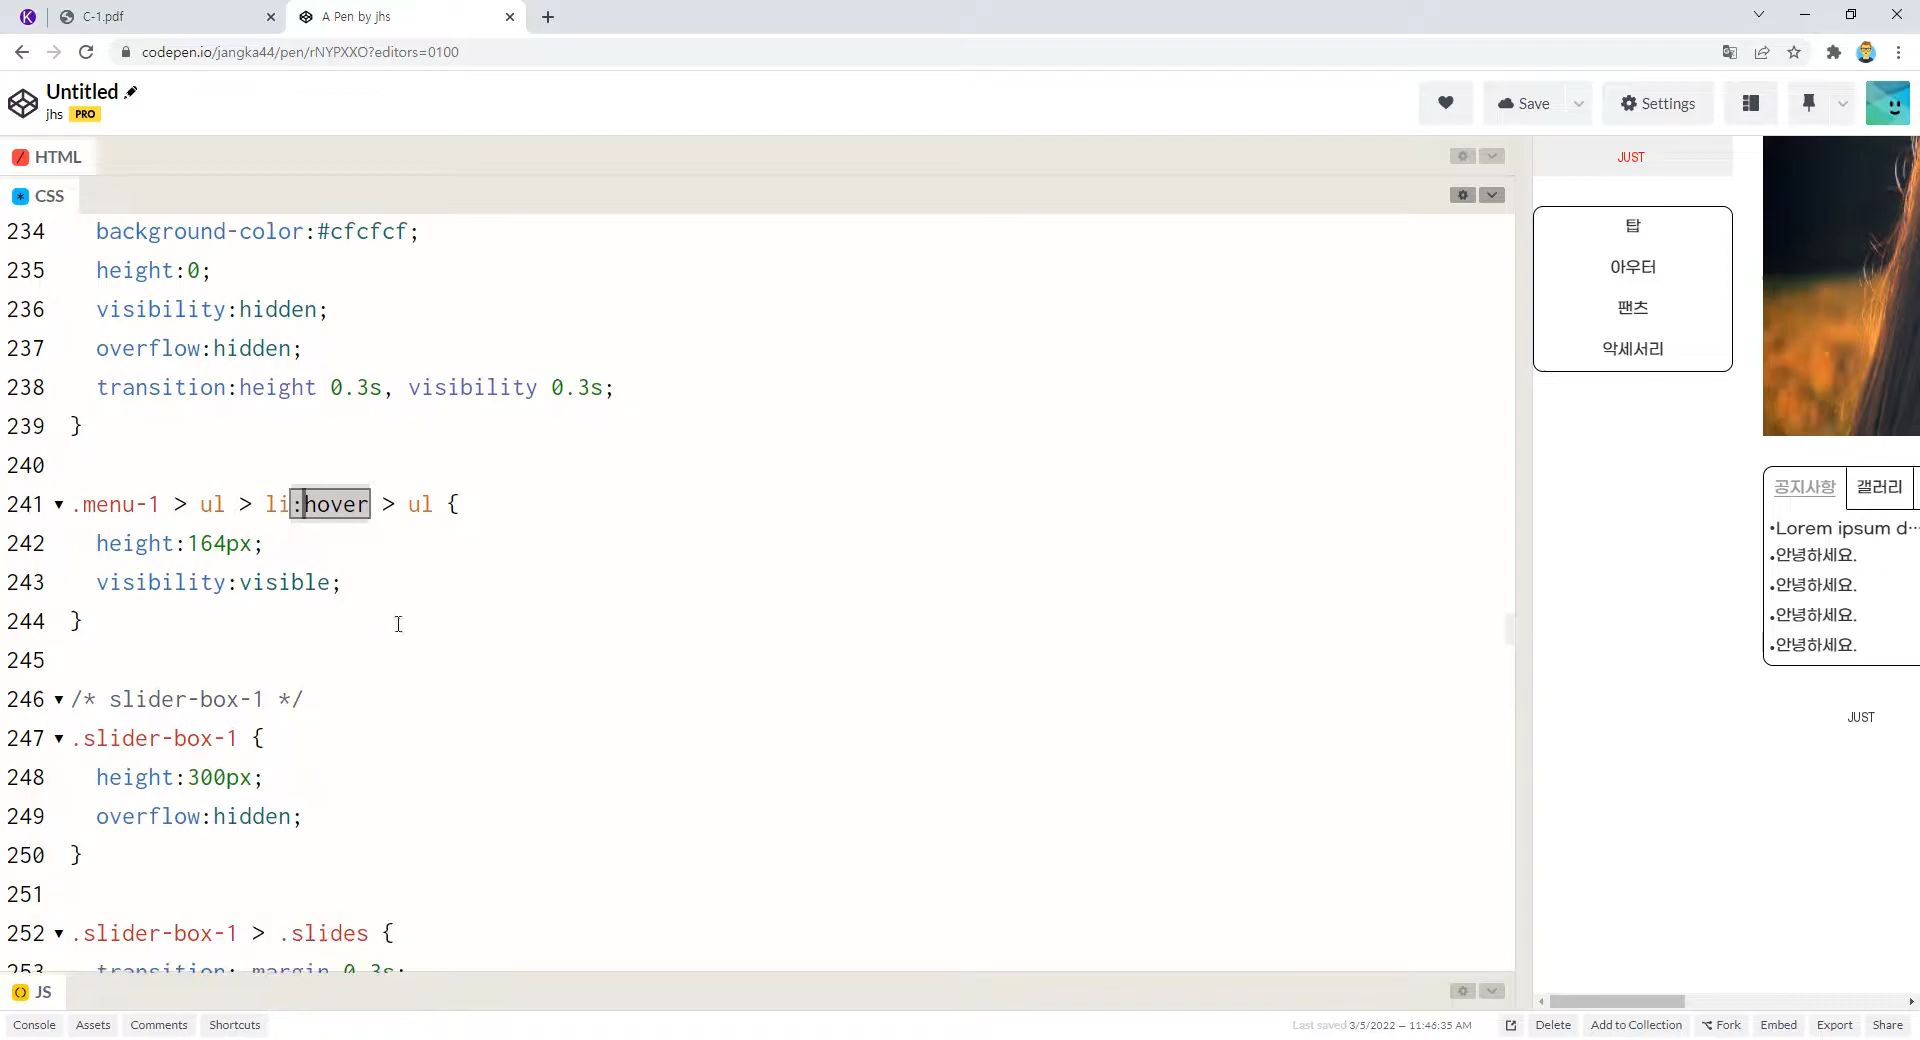 C-1.pdf
A Pen by jhs
codepen.io/jangka44/pen/rNYPXXO?editors=0100
Untitled
jhs PRO
Save
Settings
HTML
CSS
234 background-color:#cfcfcf;
235 height:0;
236 visibility:hidden;
237 overflow:hidden;
238 transition:height 0.3s, visibility 0.3s;
239 }
240
241 .menu-1 > ul > li:hover > ul {
242 height:164px;
243 visibility:visible;
244 }
245
246 /* slider-box-1 */
247 .slider-box-1 {
248 height:300px;
249 overflow:hidden;
250 }
251
252 .slider-box-1 > .slides {
253 transition: margin 0.3s;
JS
JUST
탑
아우터
팬츠
악세서리
공지사항 갤러리
•Lorem ipsum d…
•안녕하세요.
•안녕하세요.
•안녕하세요.
•안녕하세요.
JUST
Console Assets Comments Shortcuts
Last saved 3/5/2022 — 11:46:35 AM
Delete Add to Collection Fork Embed Export Share